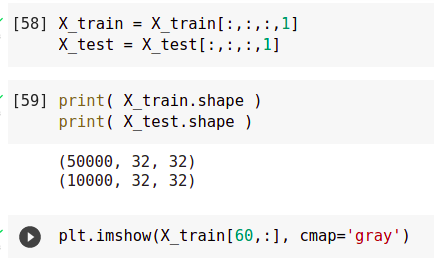 [58] X_train = X_train[:,:,:,1]
X_test = X_test[:,:,:,1]
[59] print( X_train.shape )
print( X_test.shape )
(50000, 32, 32)
(10000, 32, 32)
plt.imshow(X_train[60,:], cmap='gray')